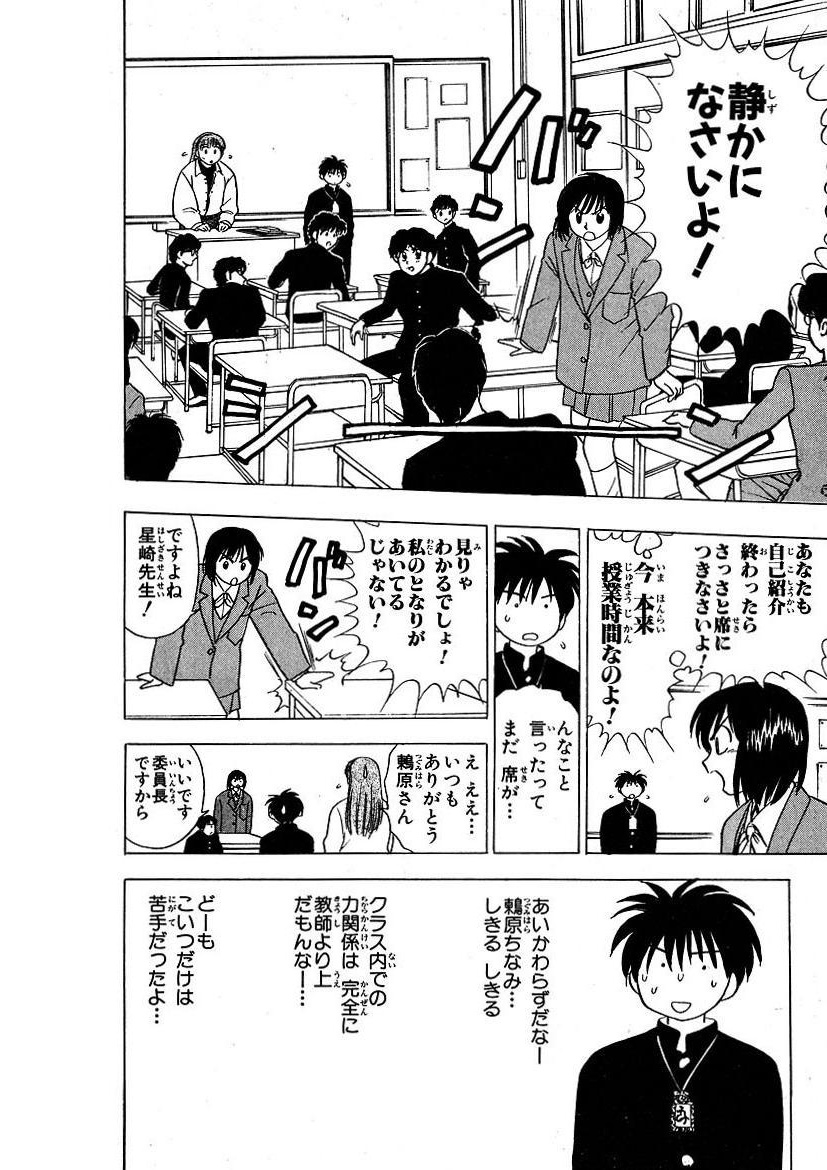 静かに
なさいよ！
あなたも
自己紹介
終わったら
さっさと席に
つきなさいよ！
今 本来
授業時間なのよ！
んなこと
言ったって
まだ 席が…
見りゃ
わかるでしょ！
私のとなりが
あいてる
じゃない！
ですよね
星崎先生！
え ええ…
いつも
ありがとう
鶫原さん
いいです
委員長
ですから
あいかわらずだなー
鶫原ちなみ…
しきる しきる
クラス内での
力関係は 完全に
教師より上
だもんなー…
どーも
こいつだけは
苦手だったよ…